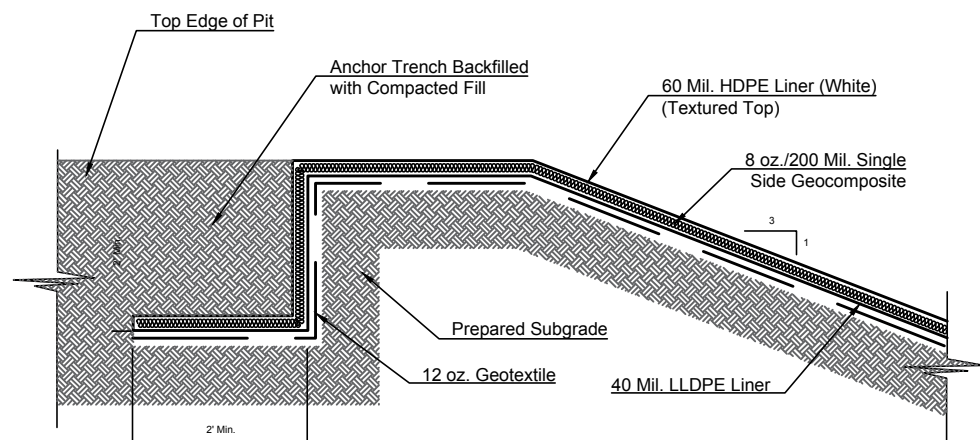 Top Edge of Pit
Anchor Trench Backfilled
with Compacted Fill
60 Mil. HDPE Liner (White)
(Textured Top)
8 oz./200 Mil. Single
Side Geocomposite
3
1
2' Min.
Prepared Subgrade
12 oz. Geotextile
40 Mil. LLDPE Liner
2' Min.